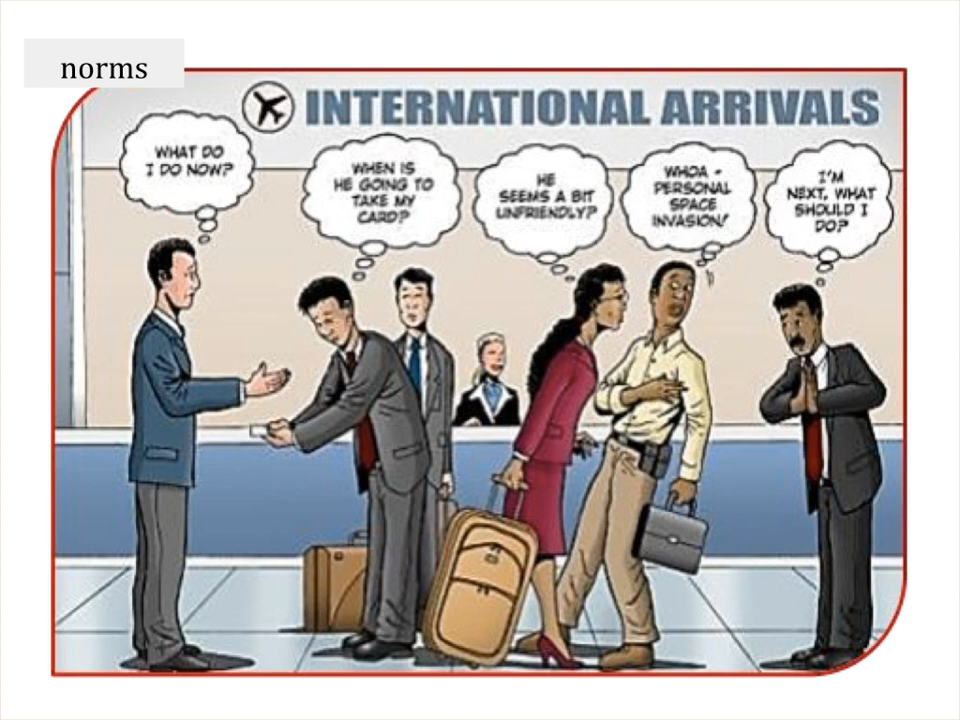 norms
INTERNATIONAL ARRIVALS
WHAT DO
I DO NOW?
WHEN IS
HE GOING TO
TAKE MY
CARD?
HE
SEEMS A BIT
UNFRIENDLY?
WHOA -
PERSONAL
SPACE
INVASION!
I'M
NEXT, WHAT
SHOULD I
DO?